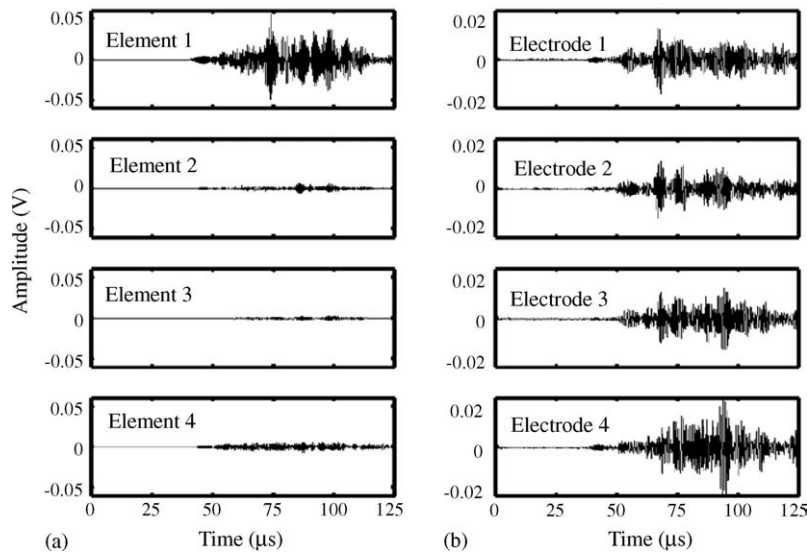 Amplitude (V)
0.05
0
-0.05
Element 1
0.05
0
-0.05
Element 2
0.05
0
-0.05
Element 3
0.05
0
-0.05
Element 4
0 25 50 75 100 125
(a) Time (μs)
0.02
0
-0.02
Electrode 1
0.02
0
-0.02
Electrode 2
0.02
0
-0.02
Electrode 3
0.02
0
-0.02
Electrode 4
0 25 50 75 100 125
(b) Time (μs)